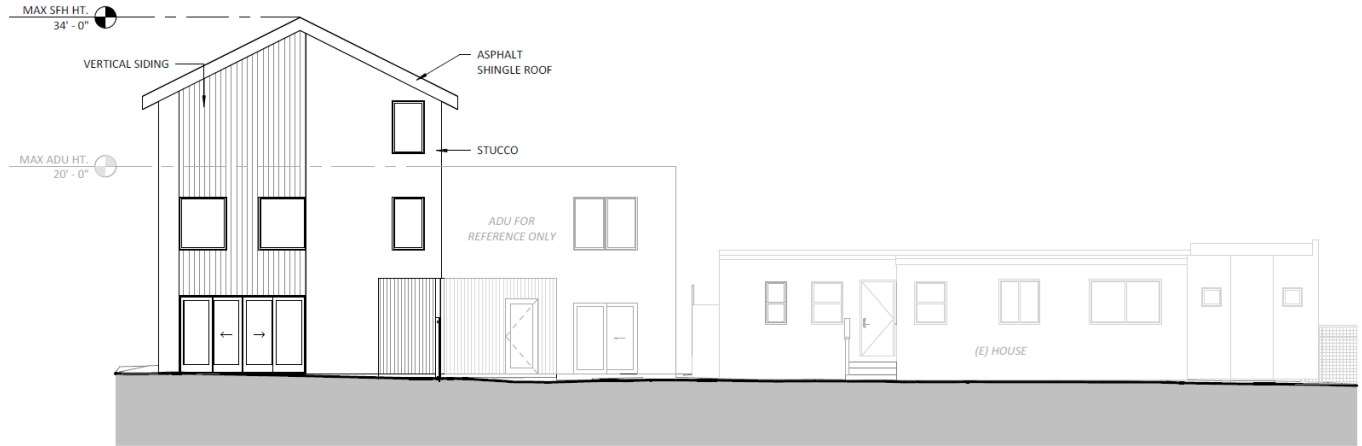 MAX SFH HT.
34' - 0"
VERTICAL SIDING
ASPHALT
SHINGLE ROOF
STUCCO
MAX ADU HT.
20' - 0"
ADU FOR
REFERENCE ONLY
(E) HOUSE